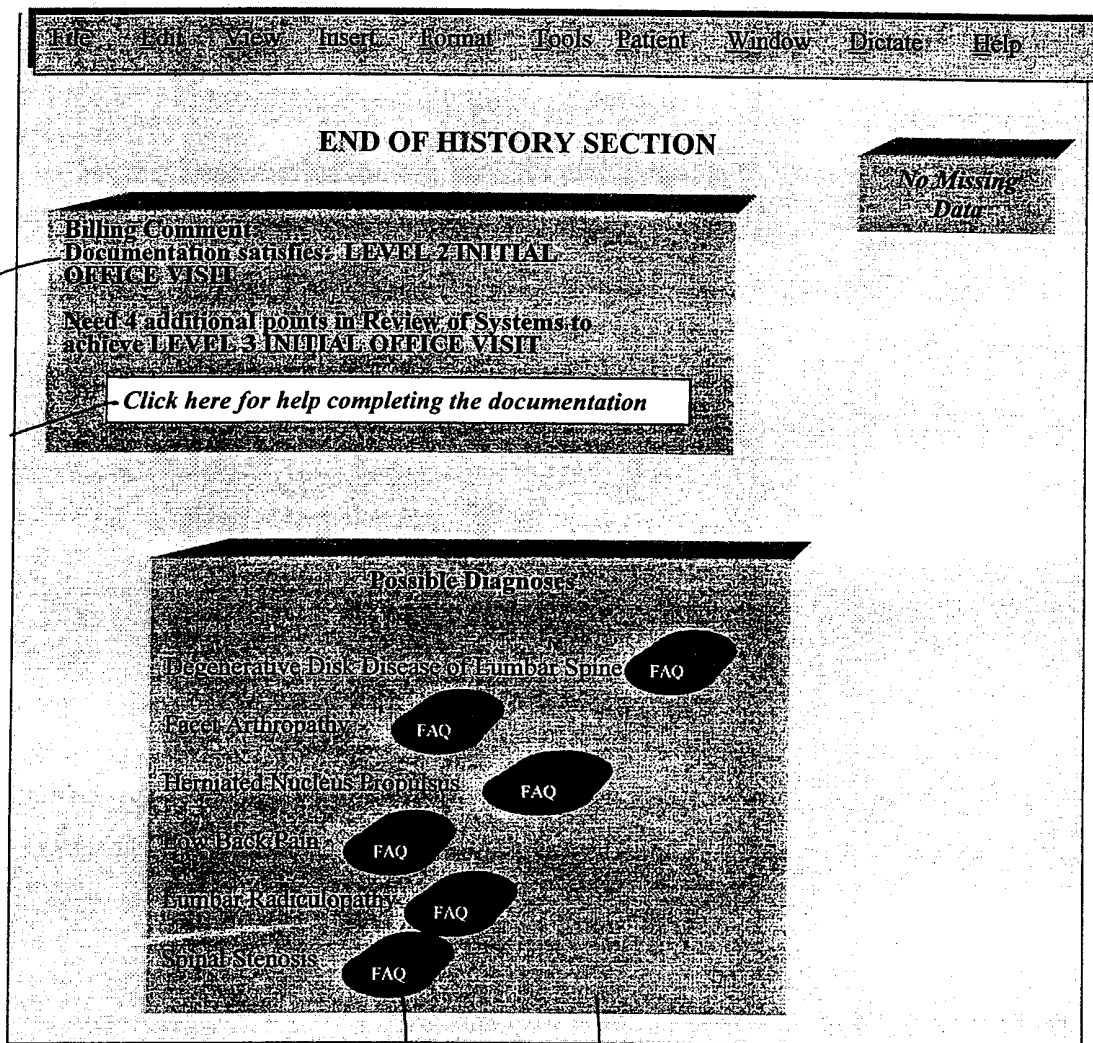 File Edit View Insert Format Tools Patient Window Dictate Help
END OF HISTORY SECTION
No Missing
Data
Billing Comment:
Documentation satisfies: LEVEL 2 INITIAL
OFFICE VISIT
Need 4 additional points in Review of Systems to
achieve LEVEL 3 INITIAL OFFICE VISIT
Click here for help completing the documentation
Possible Diagnoses
Degenerative Disk Disease of Lumbar Spine FAQ
Facet Arthropathy FAQ
Herniated Nucleus Propulsus FAQ
Low Back Pain FAQ
Lumbar Radiculopathy FAQ
Spinal Stenosis FAQ